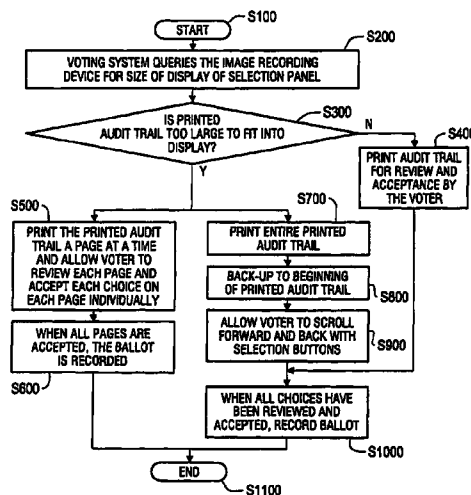 S100
START
S200
VOTING SYSTEM QUERIES THE IMAGE RECORDING
DEVICE FOR SIZE OF DISPLAY OF SELECTION PANEL
S300
IS PRINTED
AUDIT TRAIL TOO LARGE TO FIT INTO
DISPLAY?
N
S400
Y
PRINT AUDIT TRAIL
FOR REVIEW AND
ACCEPTANCE BY
THE VOTER
S500
PRINT THE PRINTED AUDIT
TRAIL A PAGE AT A TIME
AND ALLOW VOTER TO
REVIEW EACH PAGE AND
ACCEPT EACH CHOICE ON
EACH PAGE INDIVIDUALLY
WHEN ALL PAGES ARE
ACCEPTED, THE BALLOT
IS RECORDED
S600
S700
PRINT ENTIRE PRINTED
AUDIT TRAIL
BACK-UP TO BEGINNING
OF PRINTED AUDIT TRAIL
S800
ALLOW VOTER TO SCROLL
FORWARD AND BACK WITH
SELECTION BUTTONS
S900
WHEN ALL CHOICES HAVE
BEEN REVIEWED AND
ACCEPTED, RECORD BALLOT
S1000
END
S1100